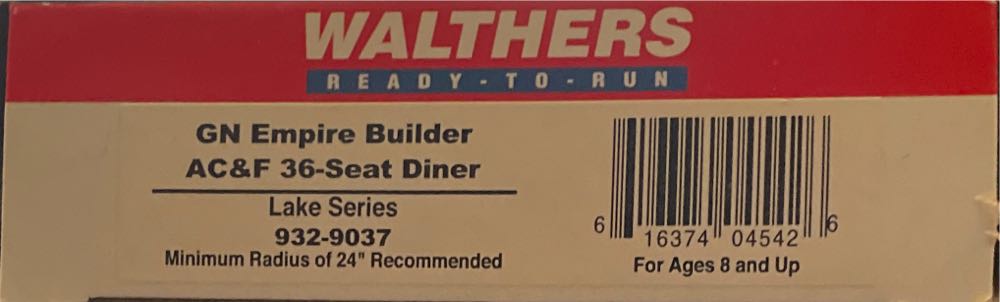 WALTHERS
READY-TO-RUN
GN Empire Builder
AC&F 36-Seat Diner
Lake Series
932-9037
Minimum Radius of 24" Recommended
6 16374 04542 6
For Ages 8 and Up